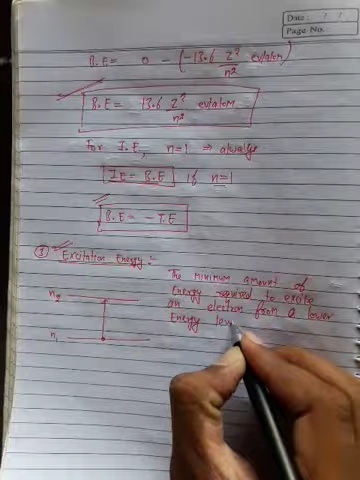 Date: / /
Page No.
B.E = 0 - (-13.6 Z²/n² ev/atom)
B.E = 13.6 Z²/n² ev/atom
For I.E, n=1 ⇒ always
IE = B.E if n=1
B.E = - T.E
① Excitation Energy :-
The minimum amount of
Energy required to excite
an electron from a lower
Energy lev
n₂
n₁